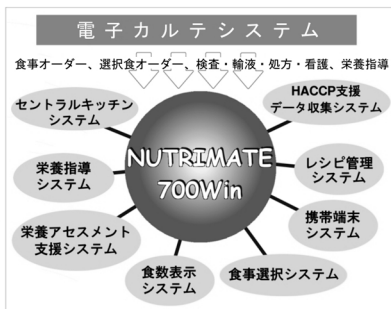 電子カルテシステム
食事オーダー、選択食オーダー、検査・輸液・処方・看護、栄養指導
セントラルキッチン
システム
HACCP支援
データ収集システム
栄養指導
システム
NUTRIMATE
700Win
レシピ管理
システム
栄養アセスメント
支援システム
携帯端末
システム
食数表示
システム
食事選択システム